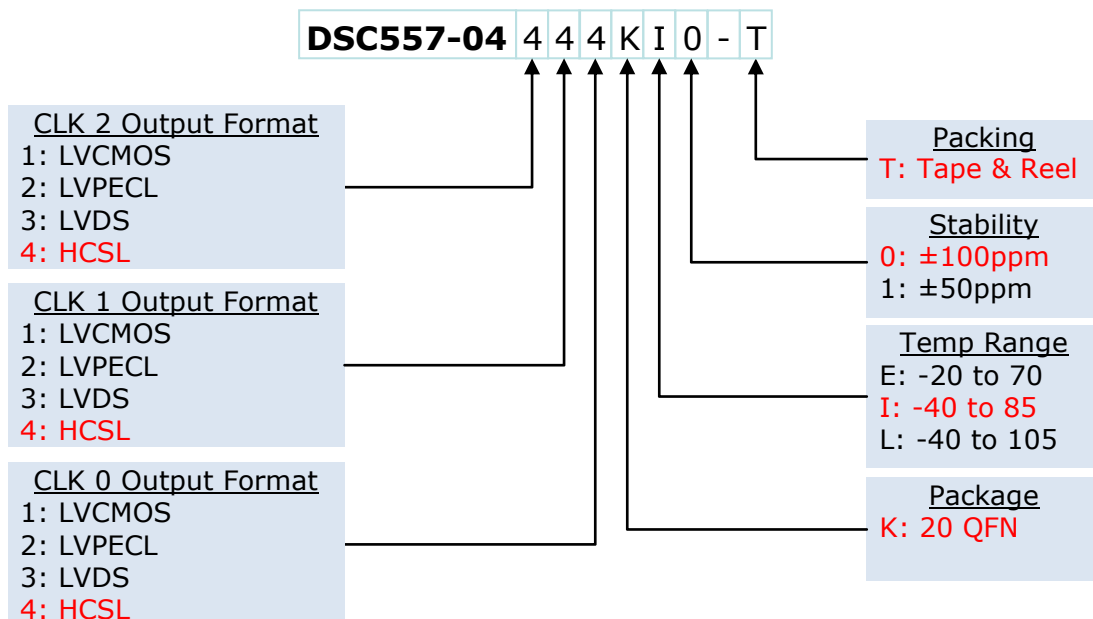 DSC557-04 4 4 4 K I 0 - T
CLK 2 Output Format
1: LVCMOS
2: LVPECL
3: LVDS
4: HCSL
CLK 1 Output Format
1: LVCMOS
2: LVPECL
3: LVDS
4: HCSL
CLK 0 Output Format
1: LVCMOS
2: LVPECL
3: LVDS
4: HCSL
Packing
T: Tape & Reel
Stability
0: ±100ppm
1: ±50ppm
Temp Range
E: -20 to 70
I: -40 to 85
L: -40 to 105
Package
K: 20 QFN